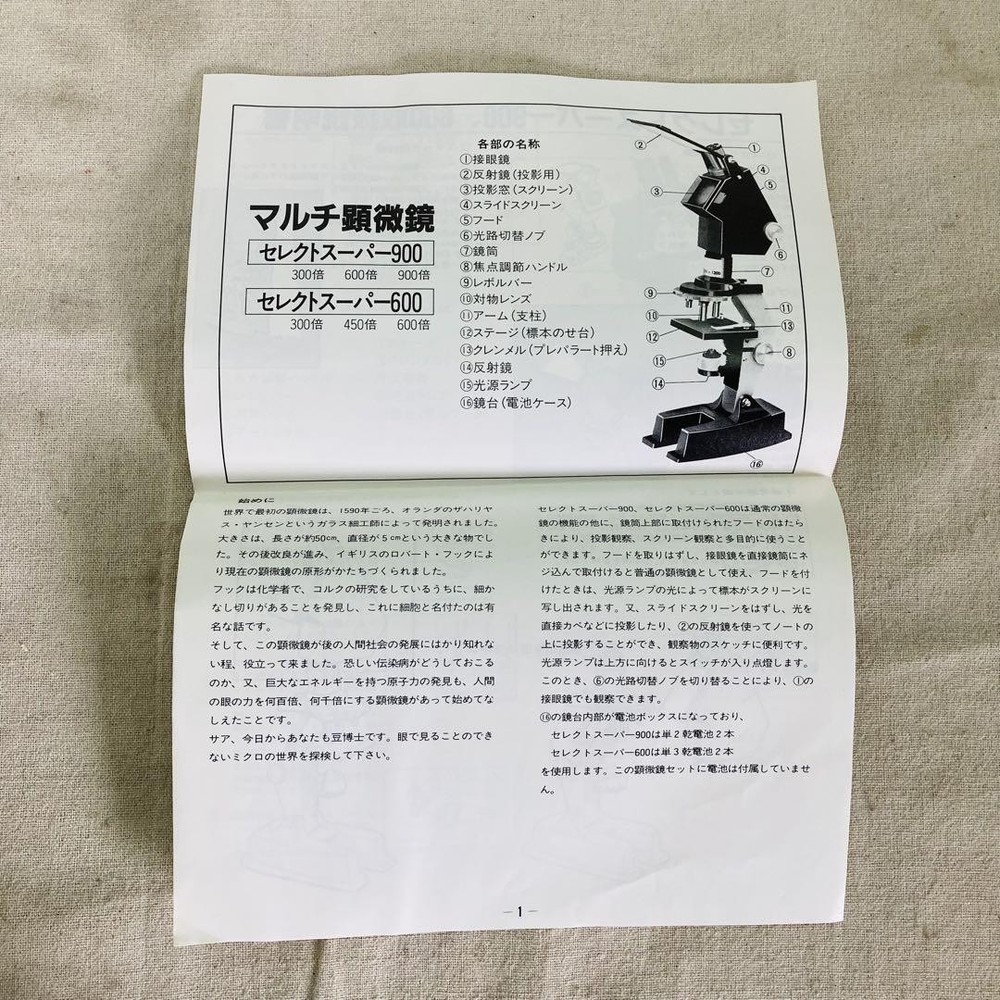 マルチ顕微鏡
セレクトスーパー900
300倍 600倍 900倍
セレクトスーパー600
300倍 450倍 600倍
各部の名称
①接眼鏡
②反射鏡(投影用)
③投影窓(スクリーン)
④スライドスクリーン
⑤フード
⑥光路切替ノブ
⑦鏡筒
⑧焦点調節ハンドル
⑨レボルバー
⑩対物レンズ
⑪アーム(支柱)
⑫ステージ(標本のせ台)
⑬クレンメル(プレパラート押え)
⑭反射鏡
⑮光源ランプ
⑯鏡台(電池ケース)
②
①
④
⑤
③
⑥
⑦
⑨
⑪
⑩
⑬
⑫
⑮
⑧
⑭
⑯
始めに
世界で最初の顕微鏡は、1590年ごろ、オランダのザハリヤ
ス・ヤンセンというガラス細工師によって発明されました。
大きさは、長さが約50cm、直径が5cmという大きな物でし
た。その後改良が進み、イギリスのロバート・フックによ
り現在の顕微鏡の原形がかたちづくられました。
フックは化学者で、コルクの研究をしているうちに、細か
なし切りがあることを発見し、これに細胞と名付たのは有
名な話です。
そして、この顕微鏡が後の人間社会の発展にはかり知れな
い程、役立って来ました。恐しい伝染病がどうしておこる
のか、又、巨大なエネルギーを持つ原子力の発見も、人間
の眼の力を何百倍、何千倍にする顕微鏡があって始めてな
しえたことです。
サア、今日からあなたも豆博士です。眼で見ることのでき
ないミクロの世界を探検して下さい。
セレクトスーパー900、セレクトスーパー600は通常の顕微
鏡の機能の他に、鏡筒上部に取付けられたフードのはたら
きにより、投影観察、スクリーン観察と多目的に使うこと
ができます。フードを取りはずし、接眼鏡を直接鏡筒にネ
ジ込んで取付けると普通の顕微鏡として使え、フードを付
けたときは、光源ランプの光によって標本がスクリーンに
写し出されます。又、スライドスクリーンをはずし、光を
直接カベなどに投影したり、②の反射鏡を使ってノートの
上に投影することができ、観察物のスケッチに便利です。
光源ランプは上方に向けるとスイッチが入り点燈します。
このとき、⑥の光路切替ノブを切り替ることにより、①の
接眼鏡でも観察できます。
⑯の鏡台内部が電池ボックスになっており、
セレクトスーパー900は単2乾電池2本
セレクトスーパー600は単3乾電池2本
を使用します。この顕微鏡セットに電池は付属していませ
ん。
— 1 —